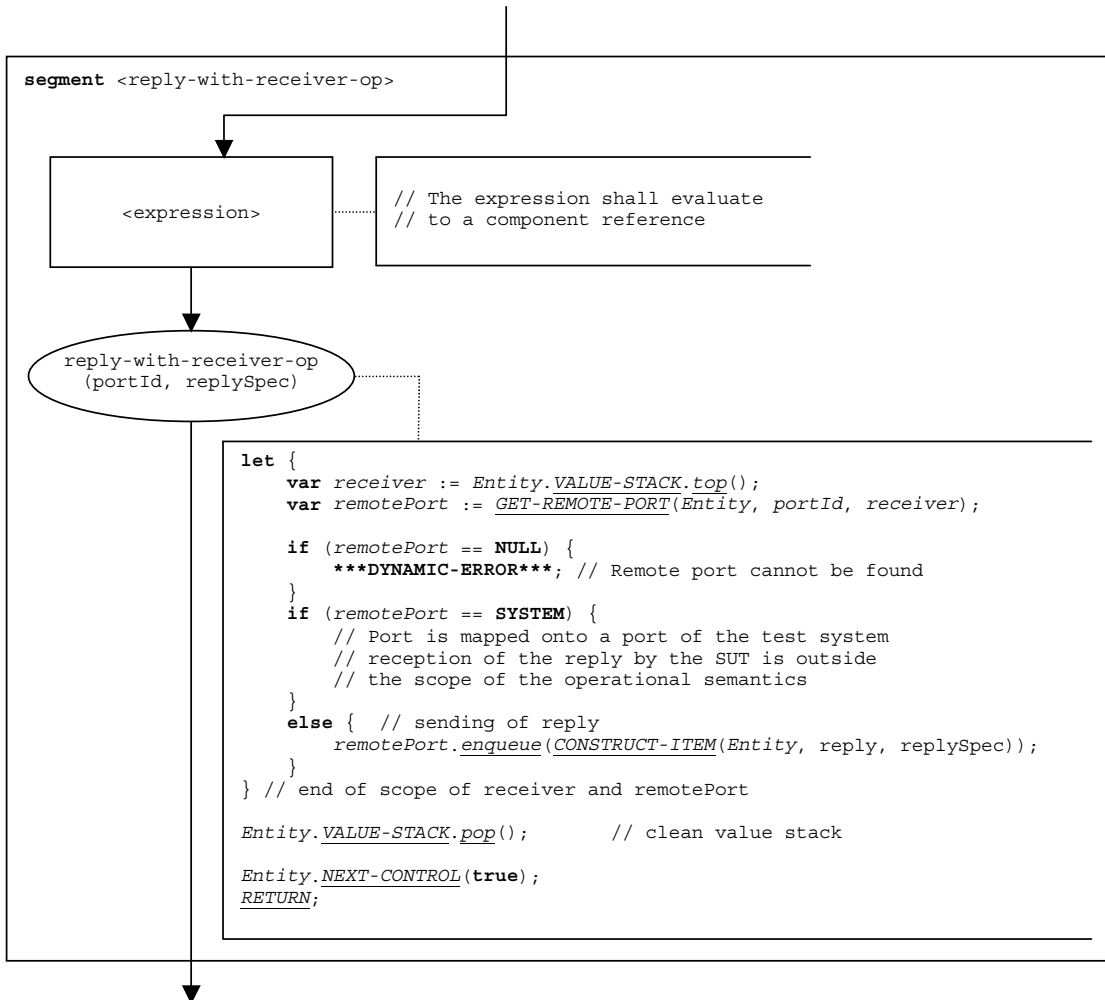 segment <reply-with-receiver-op>
<expression>
// The expression shall evaluate
// to a component reference
reply-with-receiver-op
(portId, replySpec)
let {
var receiver := Entity.VALUE-STACK.top();
var remotePort := GET-REMOTE-PORT(Entity, portId, receiver);
if (remotePort == NULL) {
***DYNAMIC-ERROR***; // Remote port cannot be found
}
if (remotePort == SYSTEM) {
// Port is mapped onto a port of the test system
// reception of the reply by the SUT is outside
// the scope of the operational semantics
}
else { // sending of reply
remotePort.enqueue(CONSTRUCT-ITEM(Entity, reply, replySpec));
}
} // end of scope of receiver and remotePort
Entity.VALUE-STACK.pop(); // clean value stack
Entity.NEXT-CONTROL(true);
RETURN;